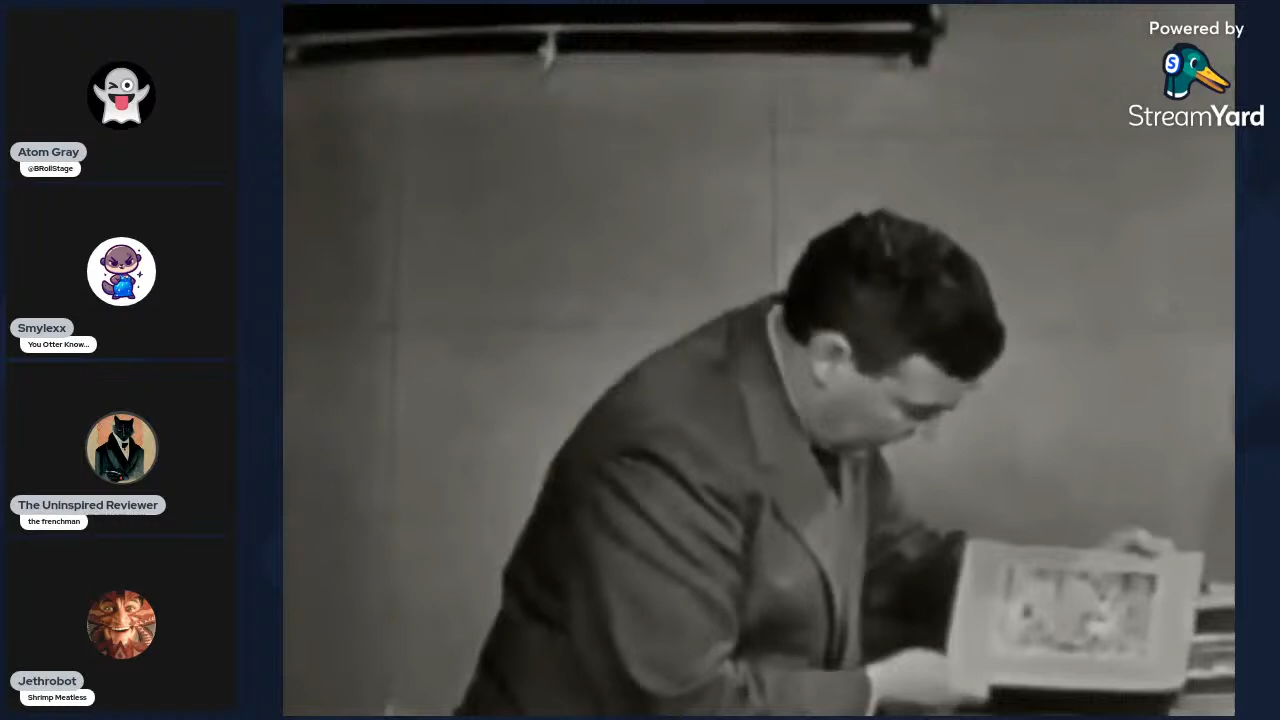 Powered by
StreamYard
Atom Gray
@BRollStage
Smylexx
You Otter Know...
The Uninspired Reviewer
the frenchman
Jethrobot
Shrimp Meatless